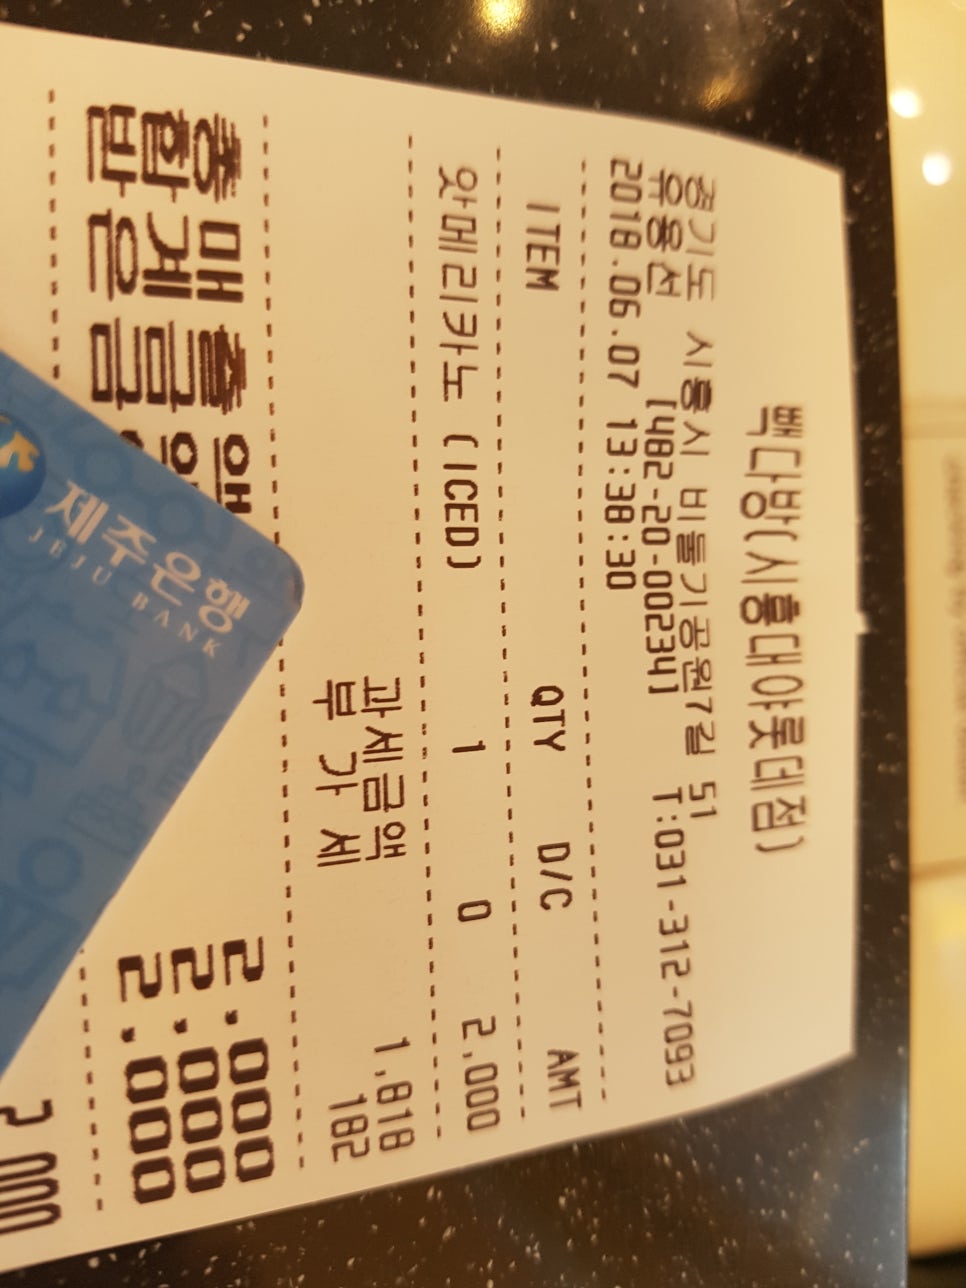 빽다방(시흥대야롯데점)
경기도 시흥시 비둘기공원7길 51
유용선 [482-20-00234] T:031-312-7093
2018.06.07 13:38:30
ITEM QTY D/C AMT
앗메리카노 (ICED) 1 0 2,000
과세금액 1,818
부 가 세 182
총 매 출 액 2,000
합 계 금 액 2,000
받 은 금 2,000
2,000
제주은행
JEJU BANK